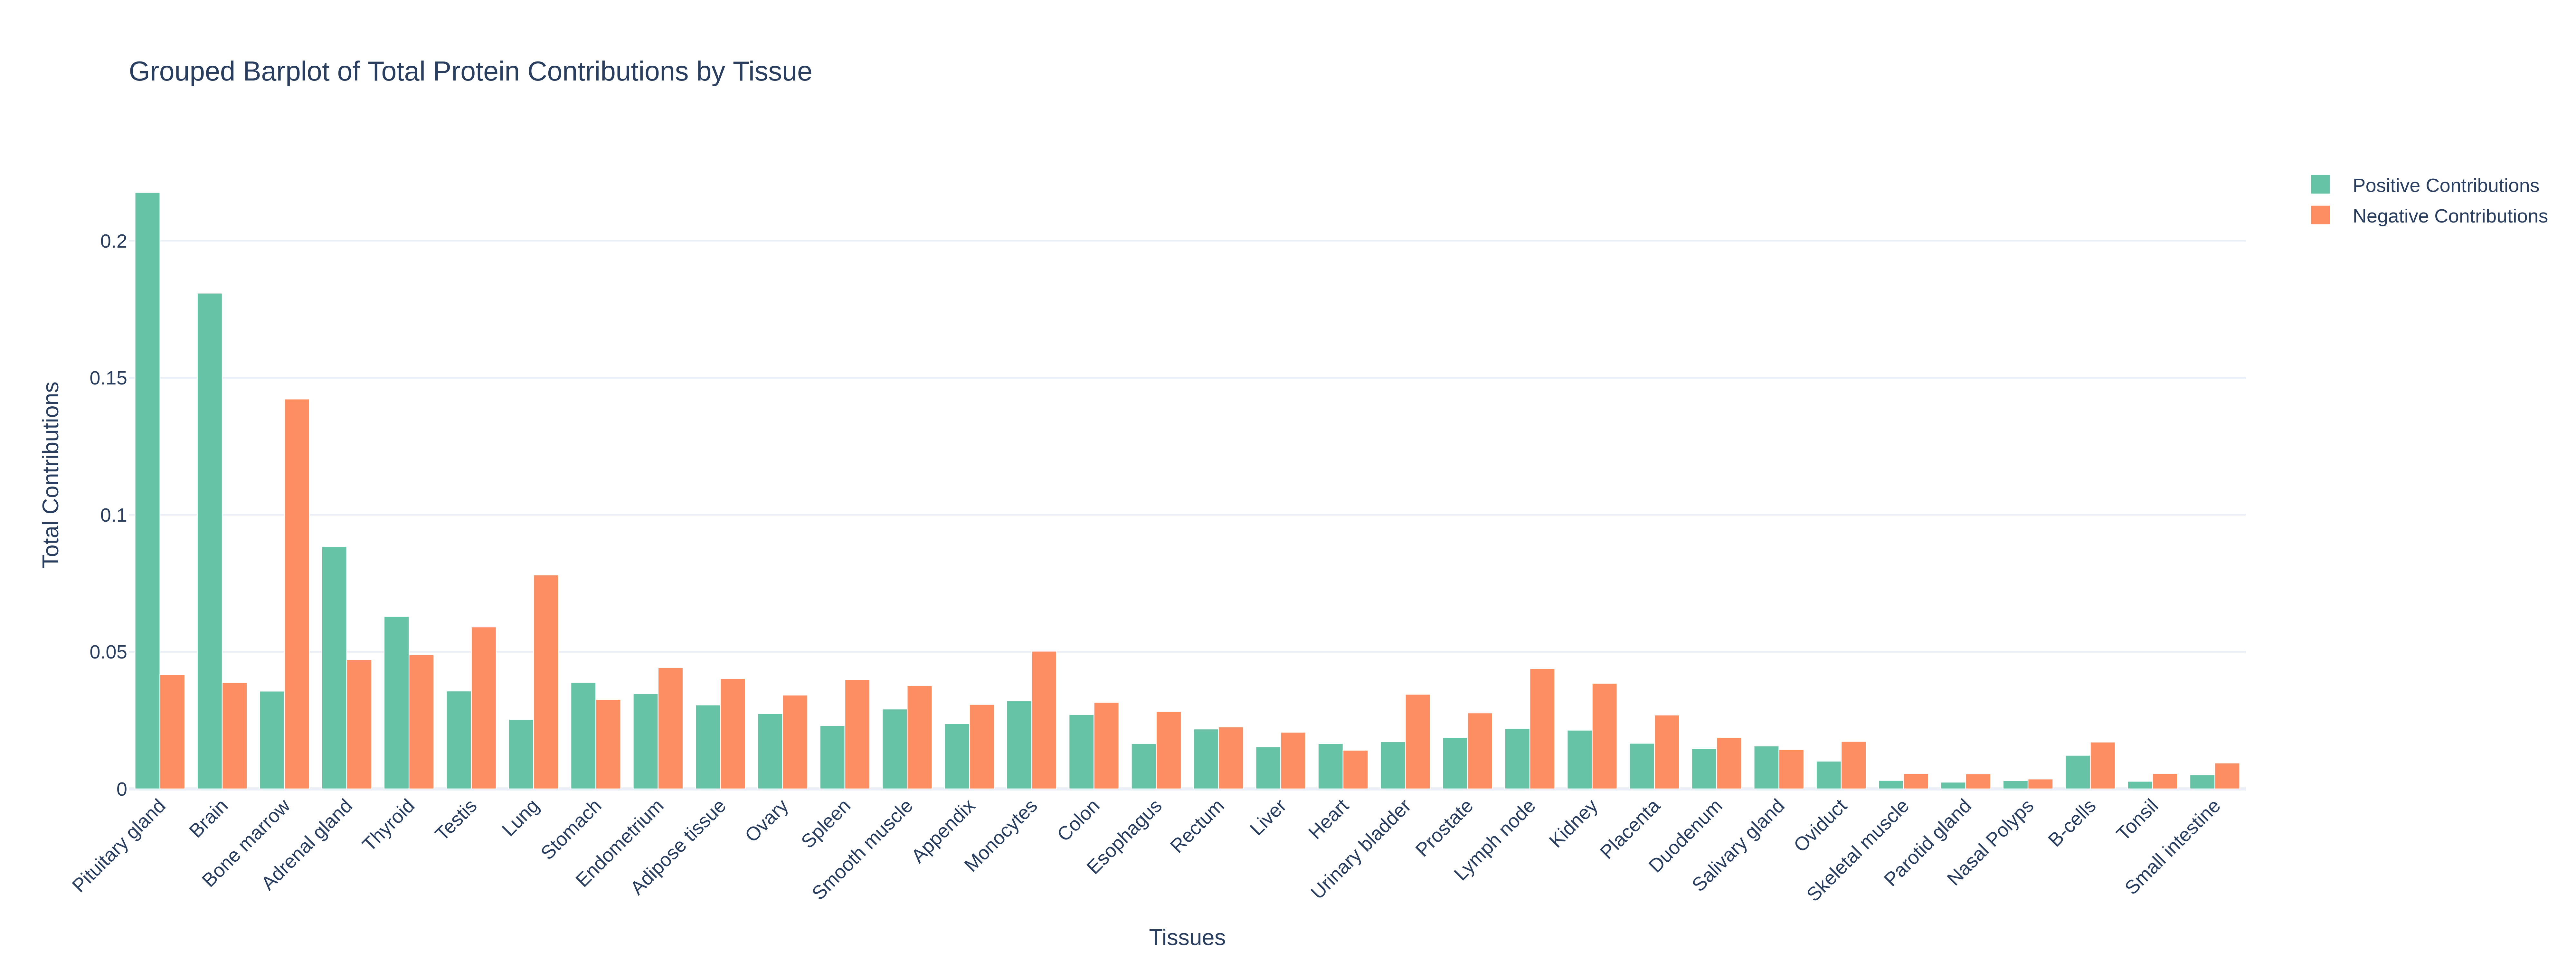 Grouped Barplot of Total Protein Contributions by Tissue
Positive Contributions
Negative Contributions
Total Contributions
0.2
0.15
0.1
0.05
0
Pituitary gland
Brain
Bone marrow
Adrenal gland
Thyroid
Testis
Lung
Stomach
Endometrium
Adipose tissue
Ovary
Spleen
Smooth muscle
Appendix
Monocytes
Colon
Esophagus
Rectum
Liver
Heart
Urinary bladder
Prostate
Lymph node
Kidney
Placenta
Duodenum
Salivary gland
Oviduct
Skeletal muscle
Parotid gland
Nasal Polyps
B-cells
Tonsil
Small intestine
Tissues